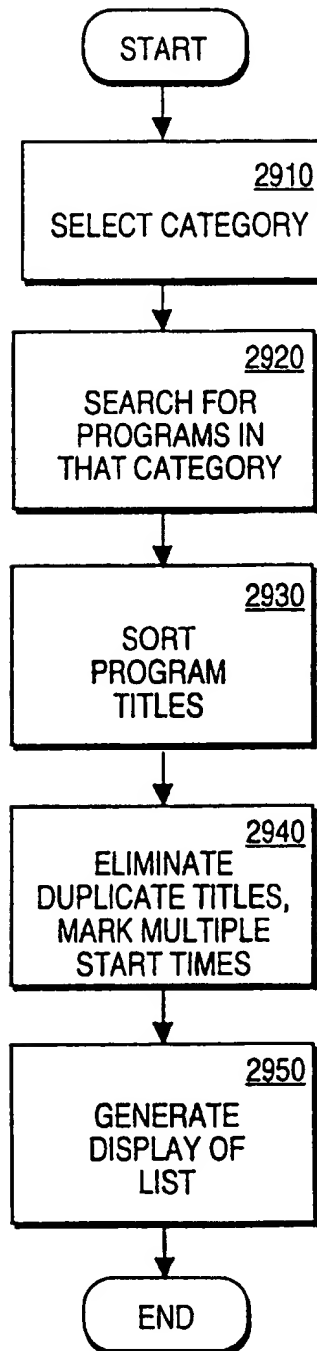 START
2910
SELECT CATEGORY
2920
SEARCH FOR
PROGRAMS IN
THAT CATEGORY
2930
SORT
PROGRAM
TITLES
2940
ELIMINATE
DUPLICATE TITLES,
MARK MULTIPLE
START TIMES
2950
GENERATE
DISPLAY OF
LIST
END